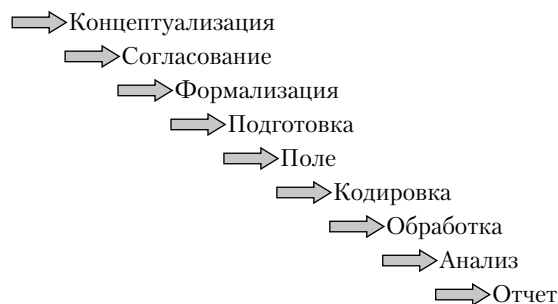 Концептуализация
Согласование
Формализация
Подготовка
Поле
Кодировка
Обработка
Анализ
Отчет